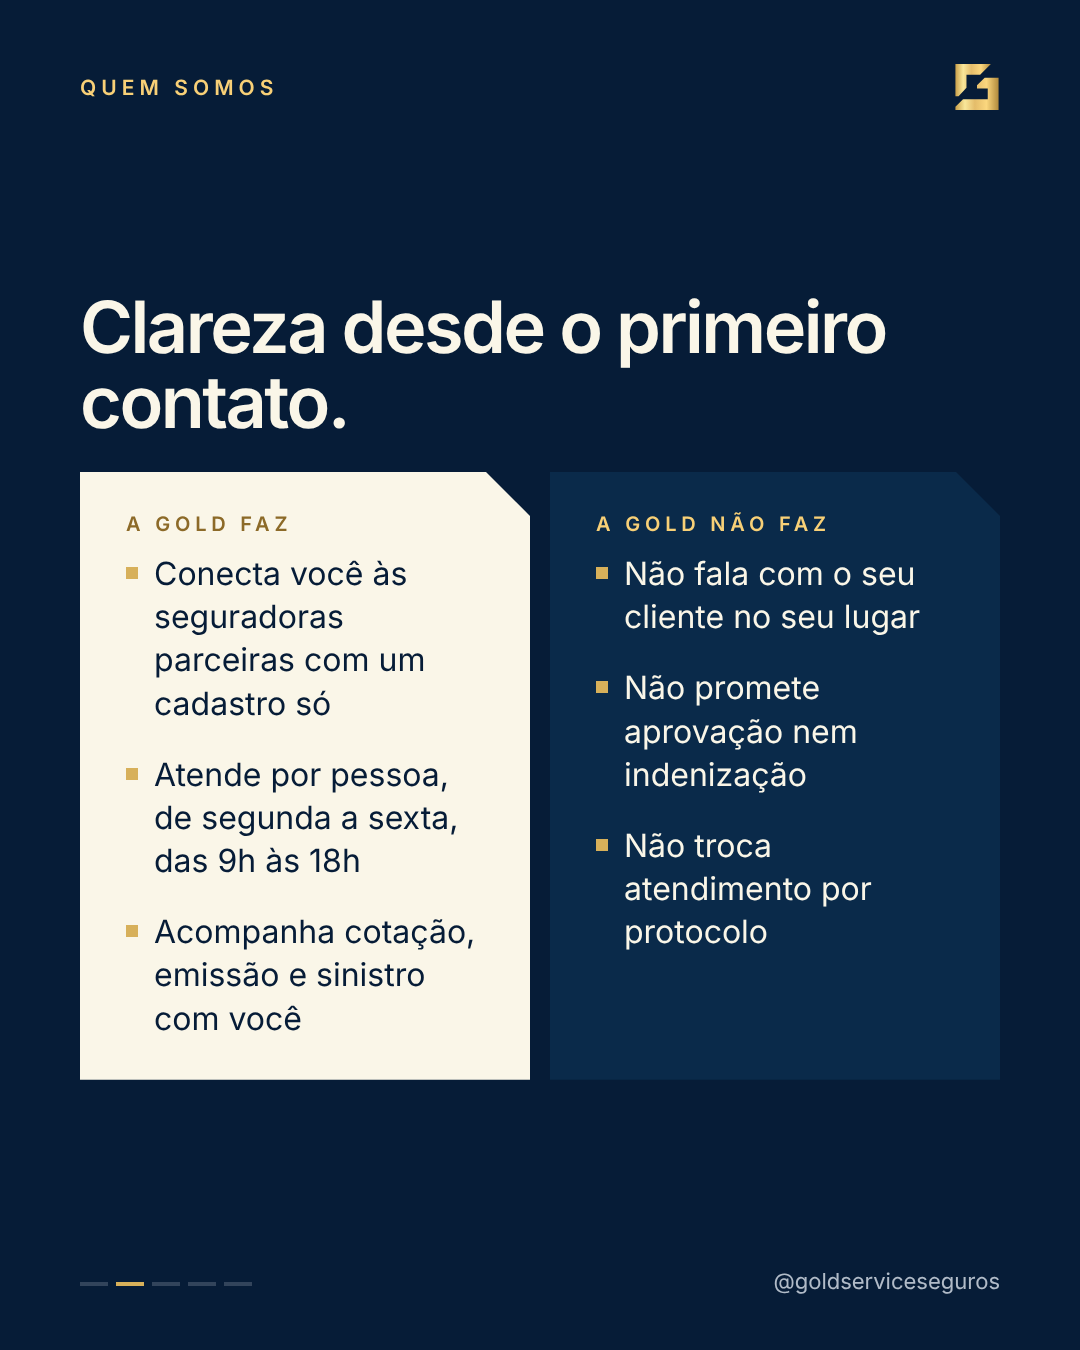 QUEM SOMOS
Clareza desde o primeiro
contato.
A GOLD FAZ
Conecta você às
seguradoras
parceiras com um
cadastro só
Atende por pessoa,
de segunda a sexta,
das 9h às 18h
Acompanha cotação,
emissão e sinistro
com você
A GOLD NÃO FAZ
Não fala com o seu
cliente no seu lugar
Não promete
aprovação nem
indenização
Não troca
atendimento por
protocolo
@goldserviceseguros